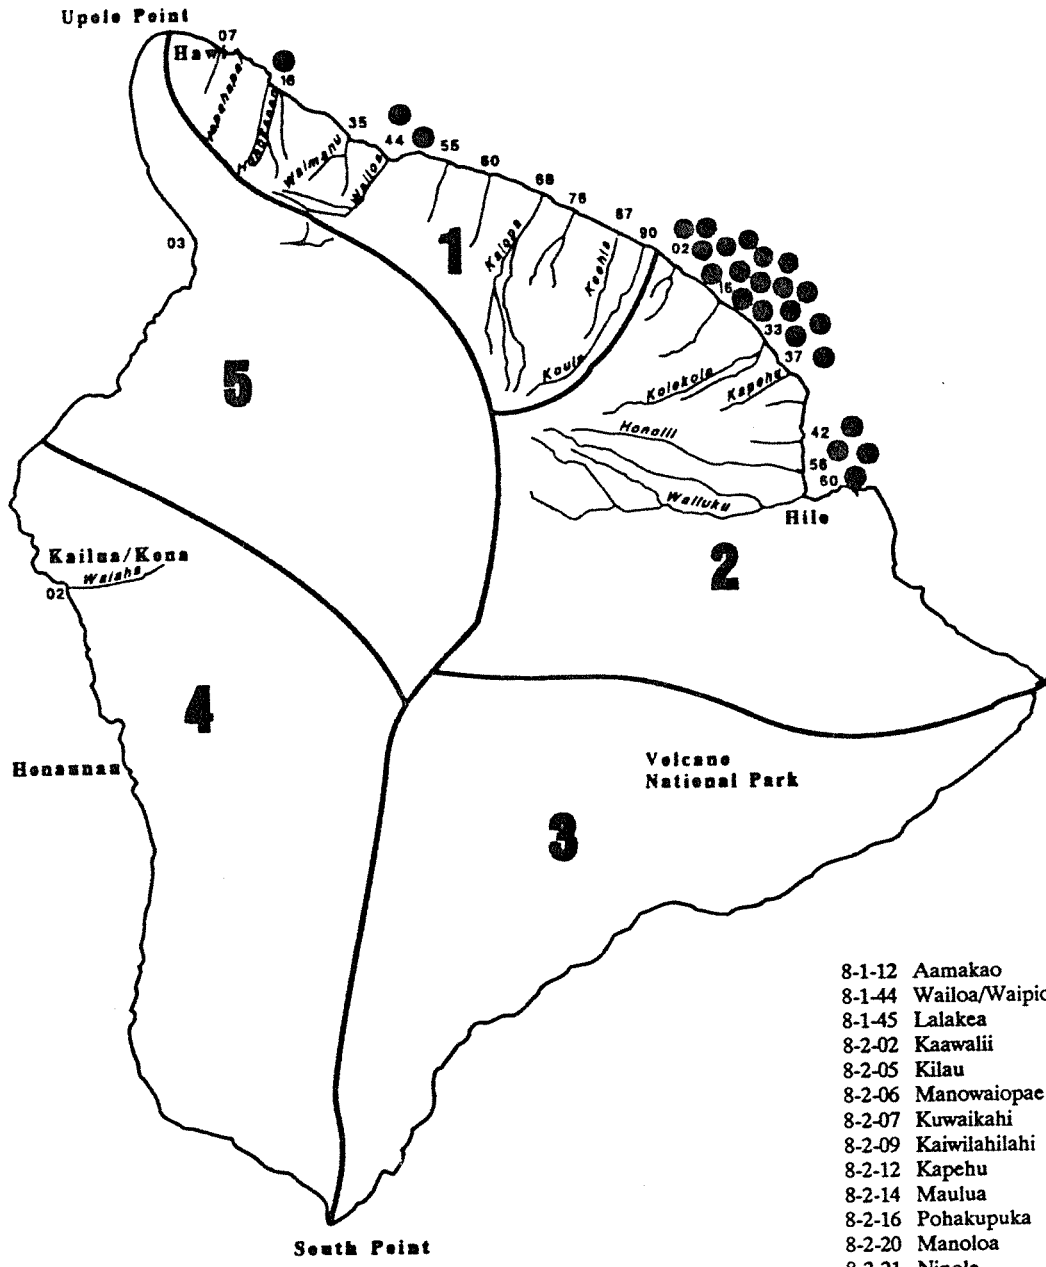 Upolu Point
07
Hawi
16
35
44
55
60
68
76
87
90
02
16
33
37
42
56
60
03
02
Waimanu
Wailoa
Kaiopa
Kaahia
Kaula
Kolekole
Kapehu
Honolii
Wailuku
Hilo
1
5
2
Kailua/Kona
Waiaha
4
Honaunau
Volcano
National Park
3
South Point
8-1-12 Aamakao
8-1-44 Wailoa/Waipio
8-1-45 Lalakea
8-2-02 Kaawalii
8-2-05 Kilau
8-2-06 Manowaiopae
8-2-07 Kuwaikahi
8-2-09 Kaiwilahilahi
8-2-12 Kapehu
8-2-14 Maulua
8-2-16 Pohakupuka
8-2-20 Manoloa